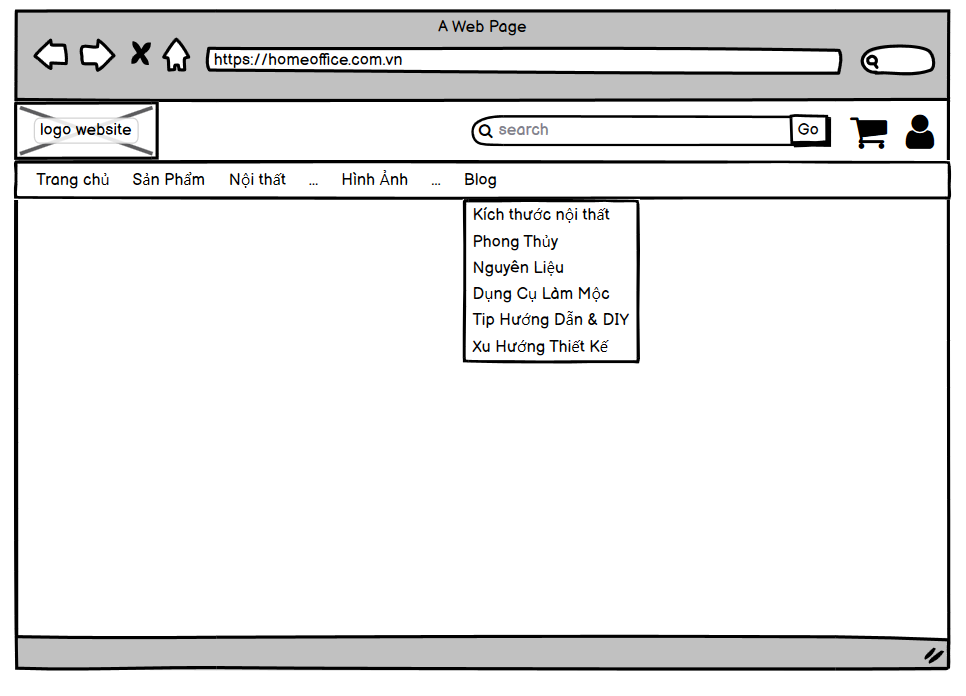 A Web Page
https://homeoffice.com.vn
logo website
search
Go
Trang chủ Sản Phẩm Nội thất ... Hình Ảnh ... Blog
Kích thước nội thất
Phong Thủy
Nguyên Liệu
Dụng Cụ Làm Mộc
Tip Hướng Dẫn & DIY
Xu Hướng Thiết Kế